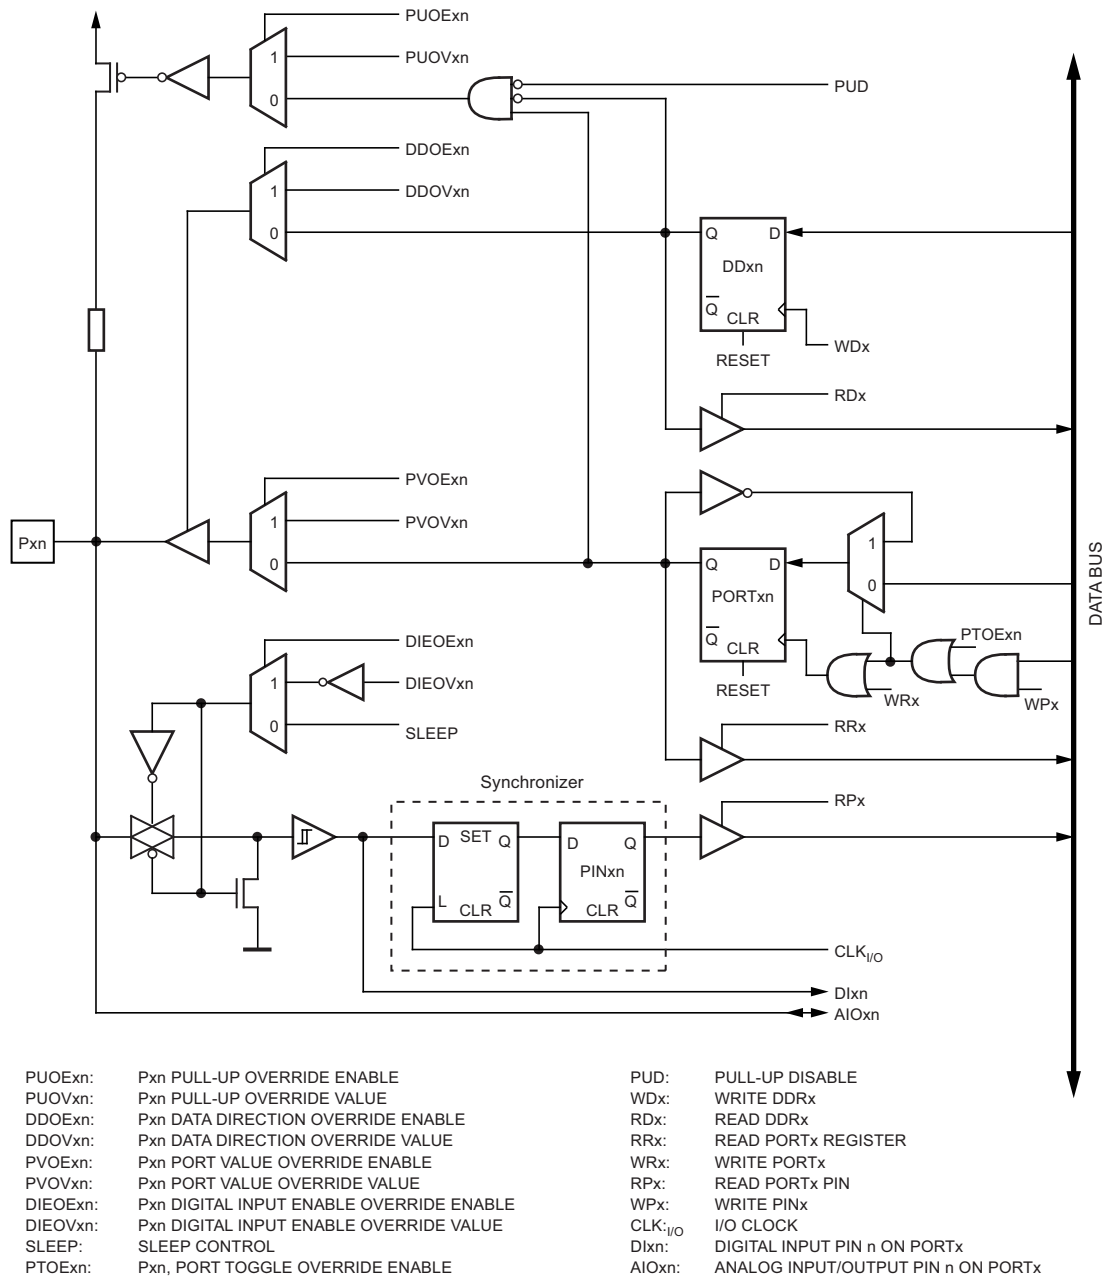 PUOExn
1
PUOVxn
0
PUD
DDOExn
1
DDOVxn
0
Q D
DDxn
Q
CLR
RESET
WDx
RDx
PVOExn
1
PVOVxn
0
Pxn
1
0
Q D
PORTxn
Q
CLR
RESET
PTOExn
WRx
WPx
DATA BUS
DIEOExn
1
DIEOVxn
0
SLEEP
RRx
Synchronizer
RPx
D SET Q
L CLR Q
D Q
PINxn
CLR Q
CLK I/O
DIxn
AIOxn
PUOExn: Pxn PULL-UP OVERRIDE ENABLE
PUOVxn: Pxn PULL-UP OVERRIDE VALUE
DDOExn: Pxn DATA DIRECTION OVERRIDE ENABLE
DDOVxn: Pxn DATA DIRECTION OVERRIDE VALUE
PVOExn: Pxn PORT VALUE OVERRIDE ENABLE
PVOVxn: Pxn PORT VALUE OVERRIDE VALUE
DIEOExn: Pxn DIGITAL INPUT ENABLE OVERRIDE ENABLE
DIEOVxn: Pxn DIGITAL INPUT ENABLE OVERRIDE VALUE
SLEEP: SLEEP CONTROL
PTOExn: Pxn, PORT TOGGLE OVERRIDE ENABLE
PUD: PULL-UP DISABLE
WDx: WRITE DDRx
RDx: READ DDRx
RRx: READ PORTx REGISTER
WRx: WRITE PORTx
RPx: READ PORTx PIN
WPx: WRITE PINx
CLK: I/O I/O CLOCK
DIxn: DIGITAL INPUT PIN n ON PORTx
AIOxn: ANALOG INPUT/OUTPUT PIN n ON PORTx